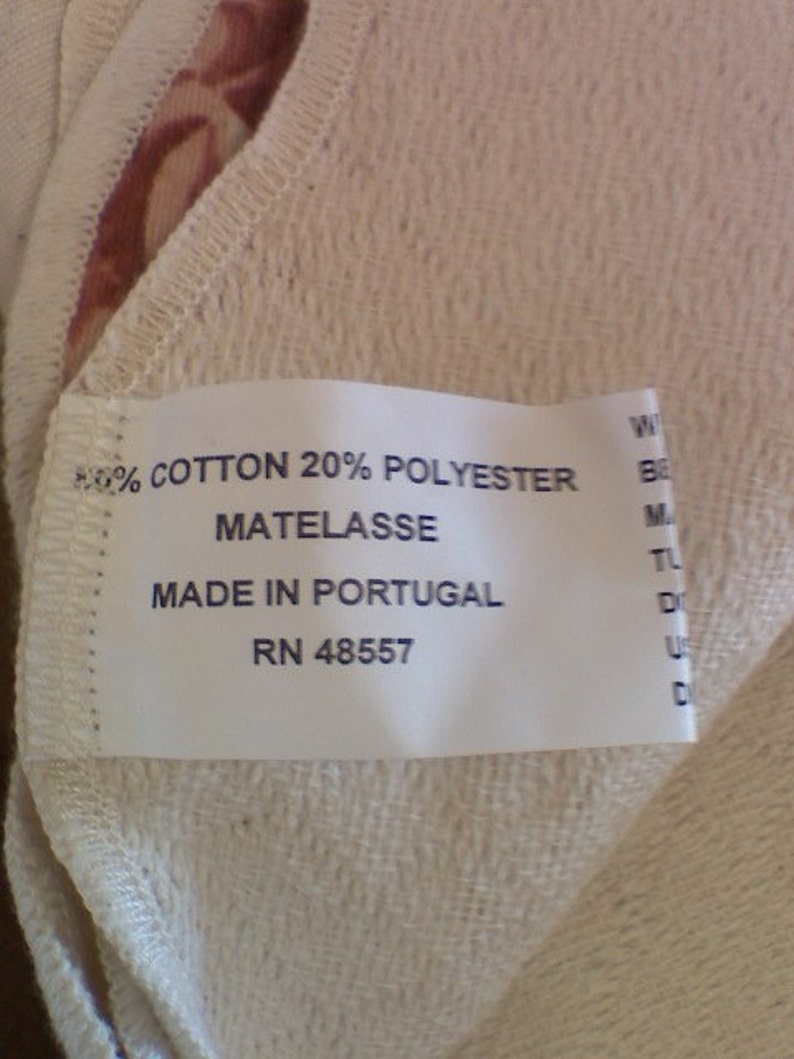 COTTON 20% POLYESTER
MATELASSE
MADE IN PORTUGAL
RN 48557